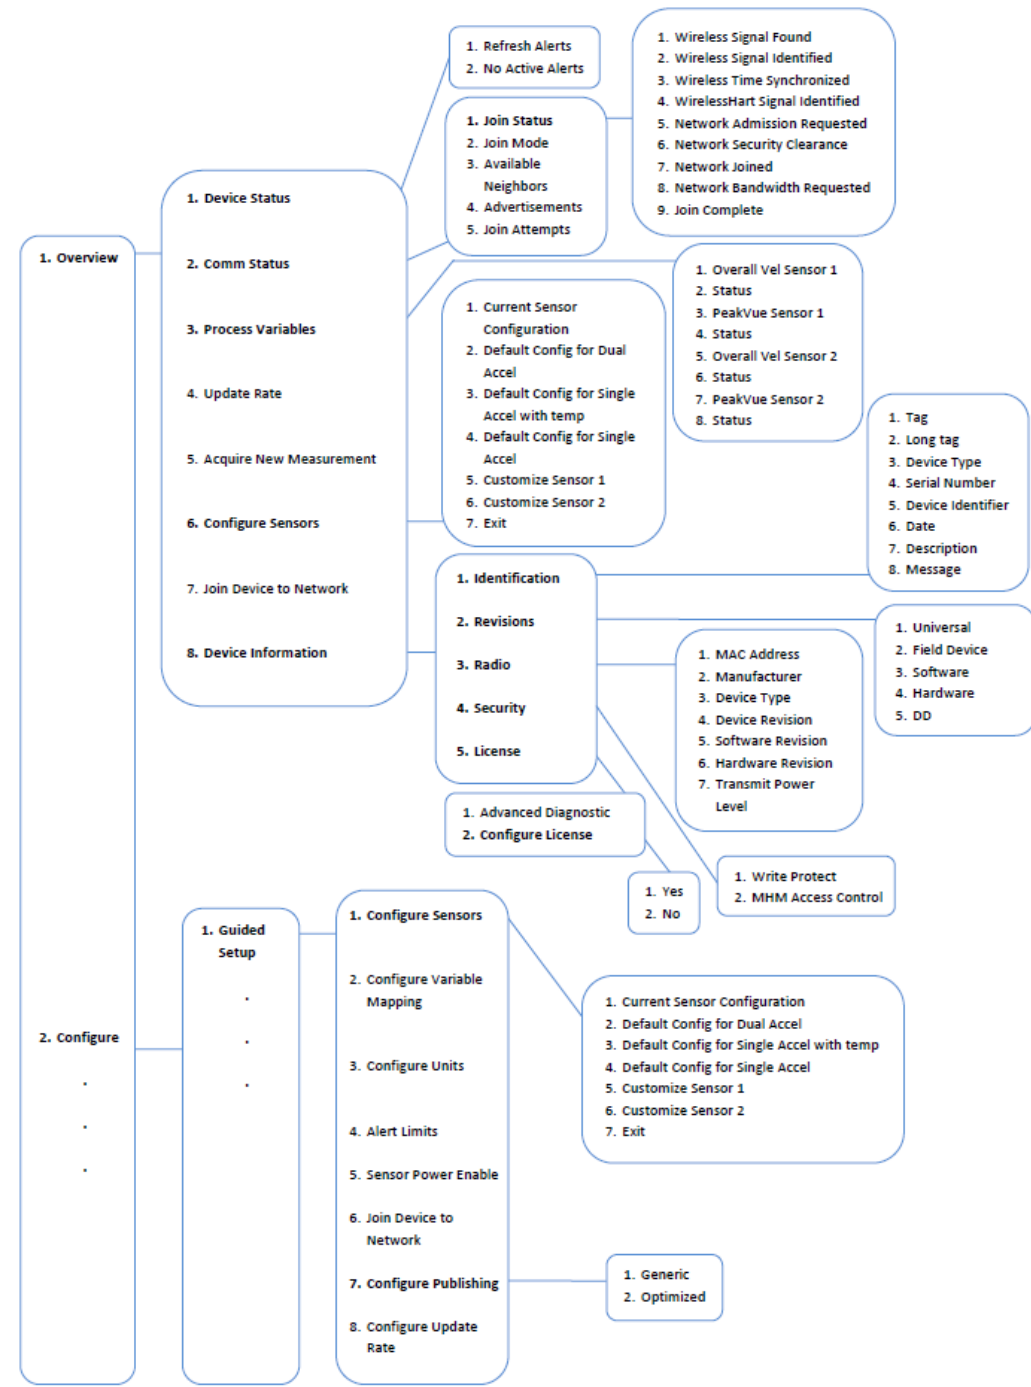 1. Refresh Alerts
2. No Active Alerts
1. Wireless Signal Found
2. Wireless Signal Identified
3. Wireless Time Synchronized
4. WirelessHart Signal Identified
5. Network Admission Requested
6. Network Security Clearance
7. Network Joined
8. Network Bandwidth Requested
9. Join Complete
1. Join Status
2. Join Mode
3. Available
Neighbors
4. Advertisements
5. Join Attempts
1. Overview
1. Device Status
2. Comm Status
3. Process Variables
4. Update Rate
5. Acquire New Measurement
6. Configure Sensors
7. Join Device to Network
8. Device Information
1. Overall Vel Sensor 1
2. Status
3. PeakVue Sensor 1
4. Status
5. Overall Vel Sensor 2
6. Status
7. PeakVue Sensor 2
8. Status
1. Current Sensor
Configuration
2. Default Config for Dual
Accel
3. Default Config for Single
Accel with temp
4. Default Config for Single
Accel
5. Customize Sensor 1
6. Customize Sensor 2
7. Exit
1. Tag
2. Long tag
3. Device Type
4. Serial Number
5. Device Identifier
6. Date
7. Description
8. Message
1. Identification
2. Revisions
3. Radio
4. Security
5. License
1. Universal
2. Field Device
3. Software
4. Hardware
5. DD
1. MAC Address
2. Manufacturer
3. Device Type
4. Device Revision
5. Software Revision
6. Hardware Revision
7. Transmit Power
Level
1. Advanced Diagnostic
2. Configure License
1. Yes
2. No
1. Write Protect
2. MHM Access Control
2. Configure
.
.
.
1. Guided
Setup
.
.
.
1. Configure Sensors
2. Configure Variable
Mapping
3. Configure Units
4. Alert Limits
5. Sensor Power Enable
6. Join Device to
Network
7. Configure Publishing
8. Configure Update
Rate
1. Current Sensor Configuration
2. Default Config for Dual Accel
3. Default Config for Single Accel with temp
4. Default Config for Single Accel
5. Customize Sensor 1
6. Customize Sensor 2
7. Exit
1. Generic
2. Optimized